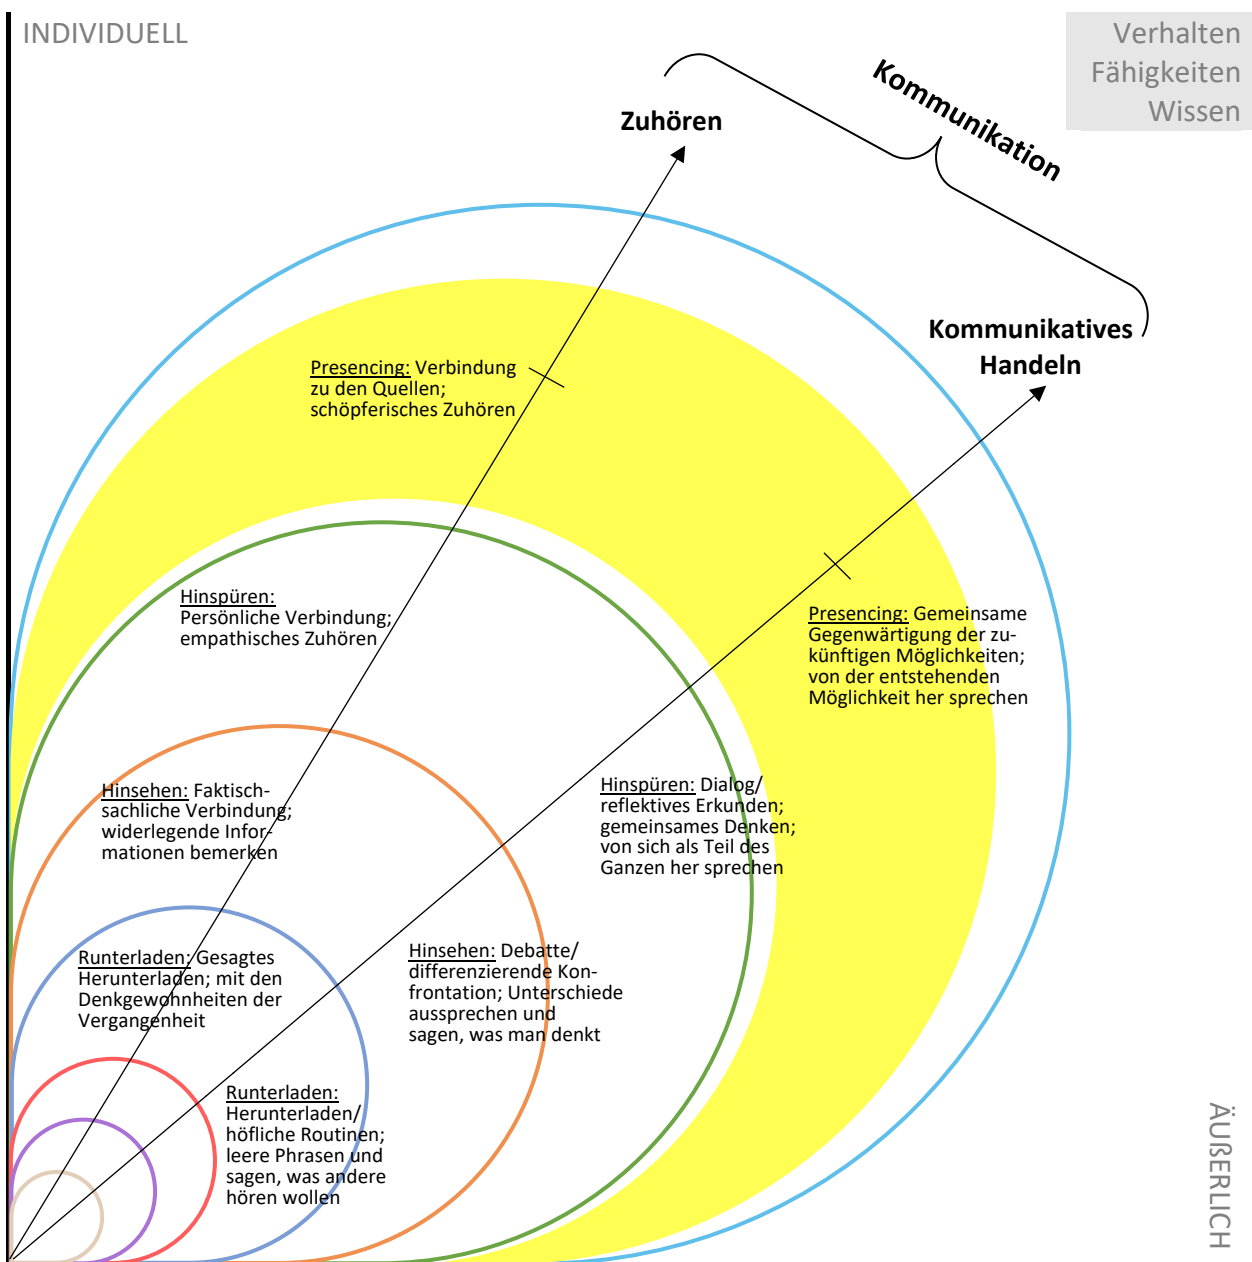 INDIVIDUELL
Verhalten
Fähigkeiten
Wissen
Kommunikation
Zuhören
Kommunikatives
Handeln
Presencing: Verbindung
zu den Quellen;
schöpferisches Zuhören
Hinspüren:
Persönliche Verbindung;
empathisches Zuhören
Presencing: Gemeinsame
Gegenwärtigung der zu-
künftigen Möglichkeiten;
von der entstehenden
Möglichkeit her sprechen
Hinsehen: Faktisch-
sachliche Verbindung;
widerlegende Infor-
mationen bemerken
Hinspüren: Dialog/
reflektives Erkunden;
gemeinsames Denken;
von sich als Teil des
Ganzen her sprechen
Runterladen: Gesagtes
Herunterladen; mit den
Denkgewohnheiten der
Vergangenheit
Hinsehen: Debatte/
differenzierende Kon-
frontation; Unterschiede
aussprechen und
sagen, was man denkt
Runterladen:
Herunterladen/
höfliche Routinen;
leere Phrasen und
sagen, was andere
hören wollen
ÄUßERLICH